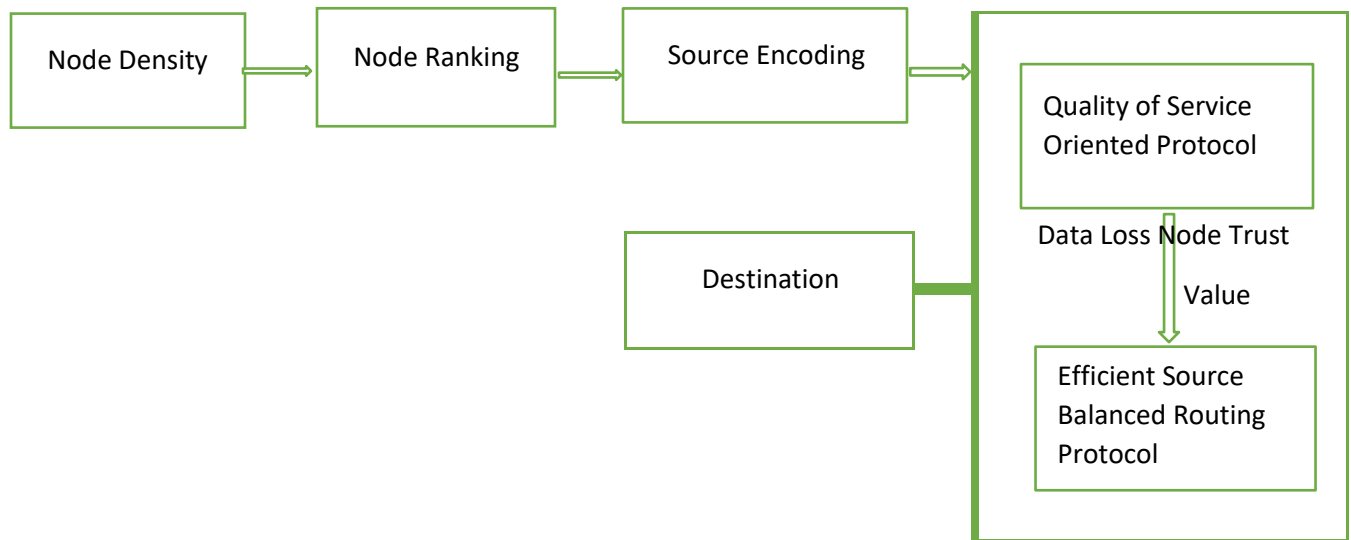 Node Density
Node Ranking
Source Encoding
Quality of Service
Oriented Protocol
Data Loss Node Trust
Value
Destination
Efficient Source
Balanced Routing
Protocol